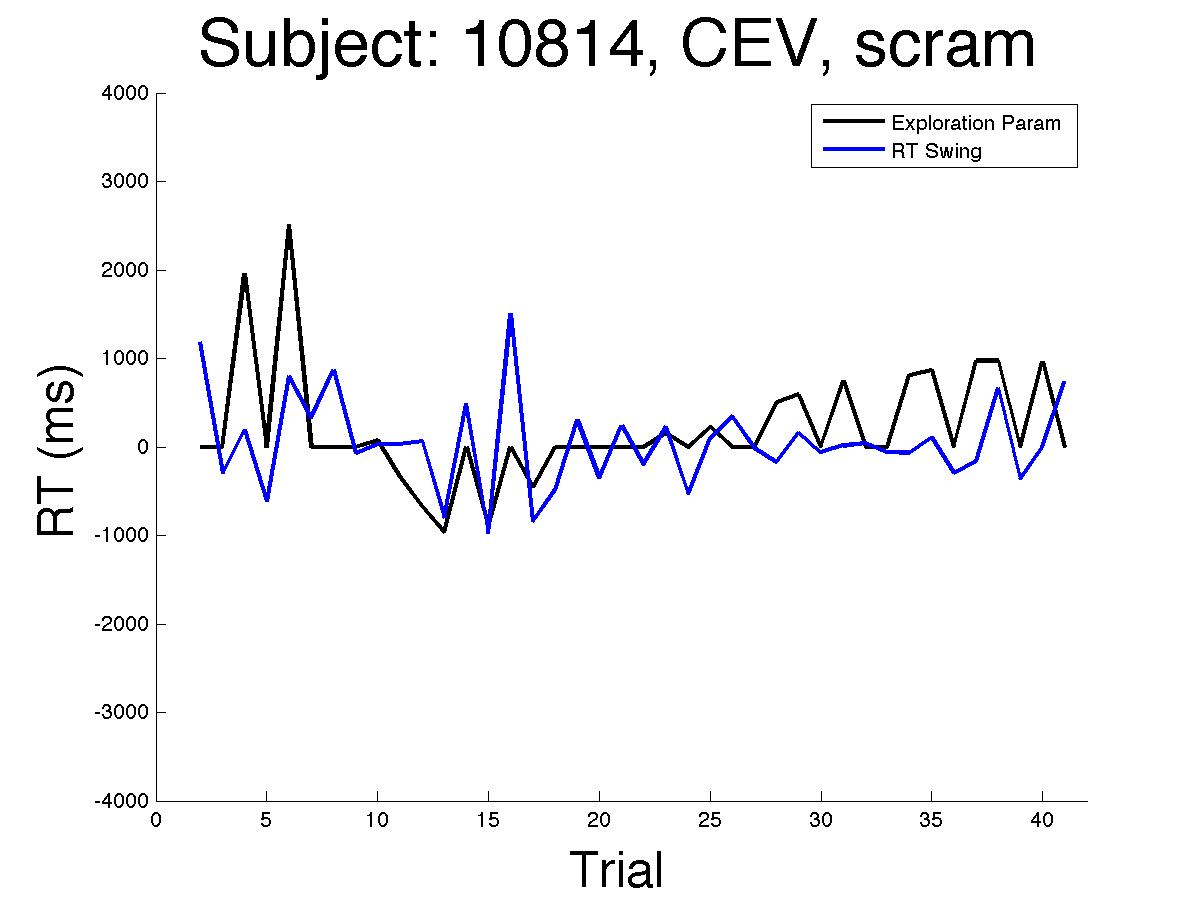 Subject: 10814, CEV, scram
Exploration Param
RT Swing
4000
3000
2000
1000
0
-1000
-2000
-3000
-4000
RT (ms)
0 5 10 15 20 25 30 35 40
Trial